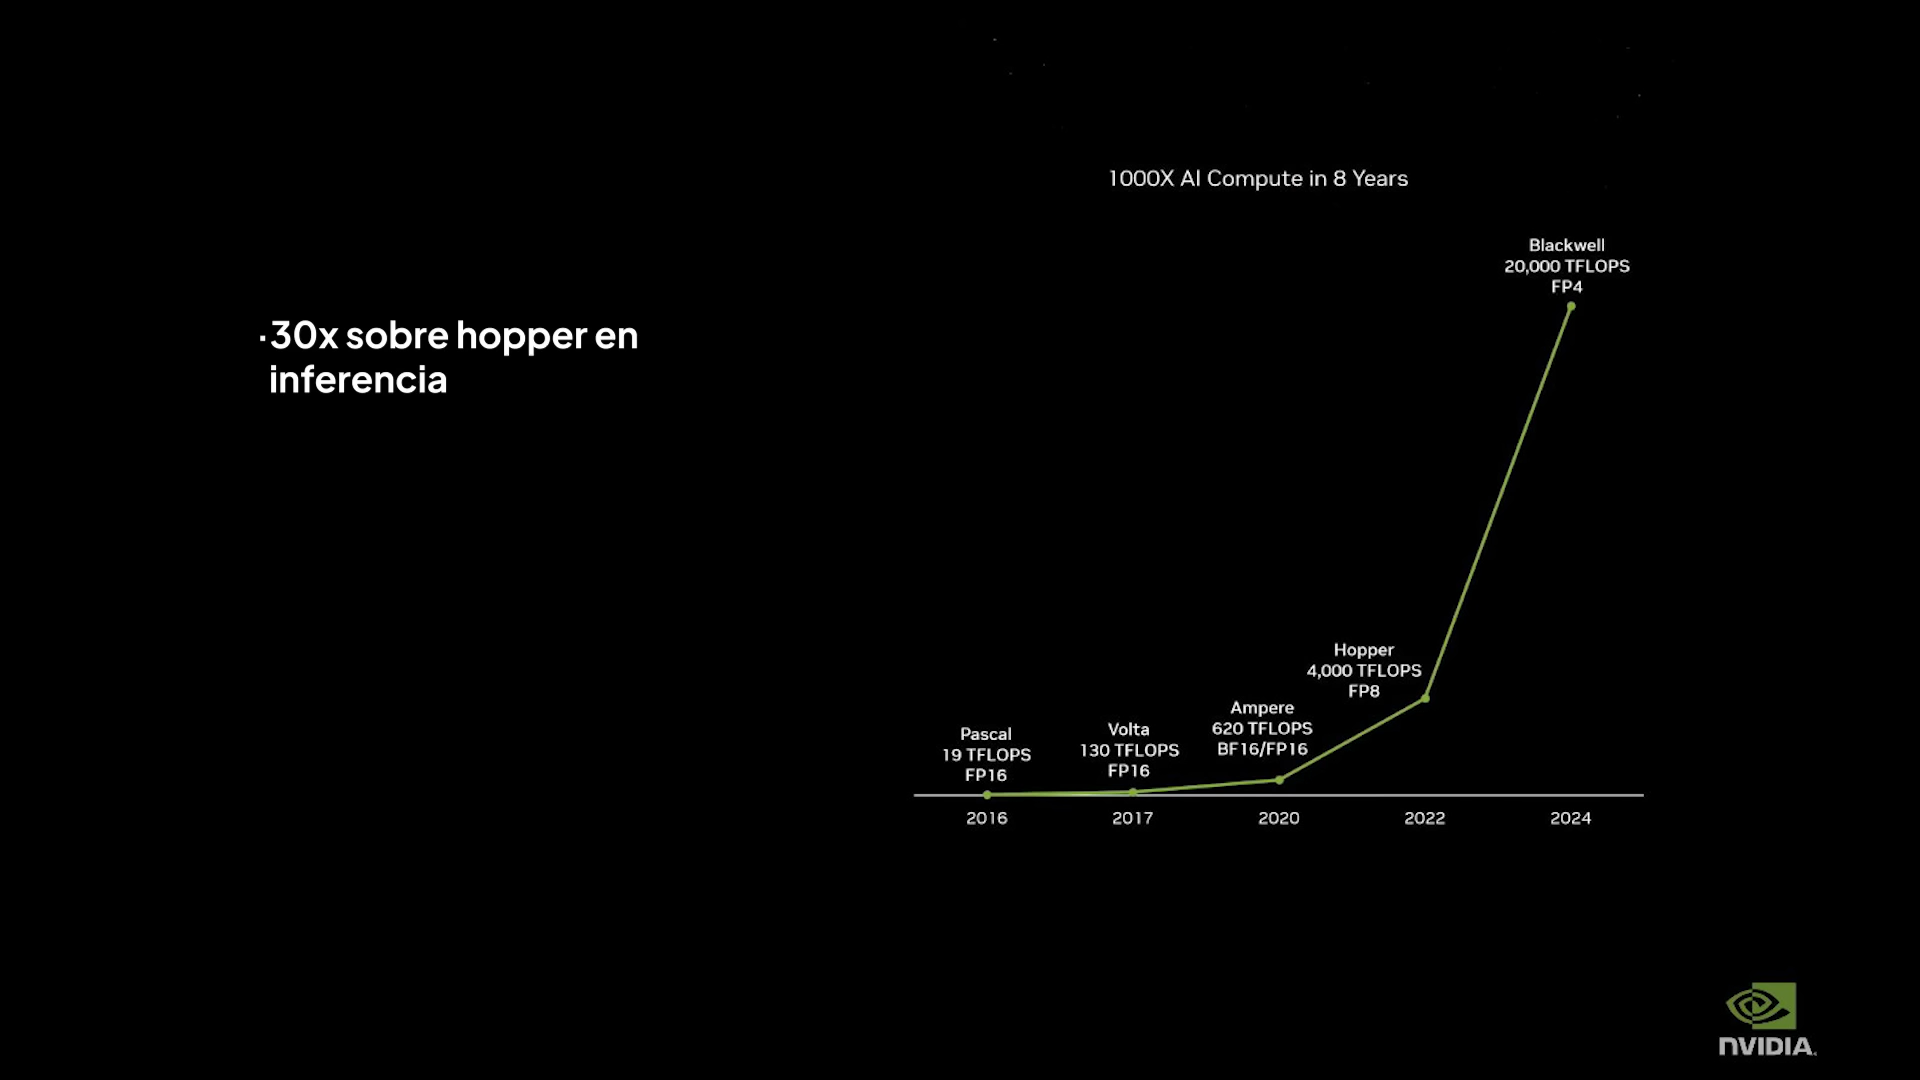 ·30x sobre hopper en
inferencia
1000X AI Compute in 8 Years
Blackwell
20,000 TFLOPS
FP4
Hopper
4,000 TFLOPS
FP8
Ampere
620 TFLOPS
BF16/FP16
Volta
130 TFLOPS
FP16
Pascal
19 TFLOPS
FP16
2016 2017 2020 2022 2024
NVIDIA.